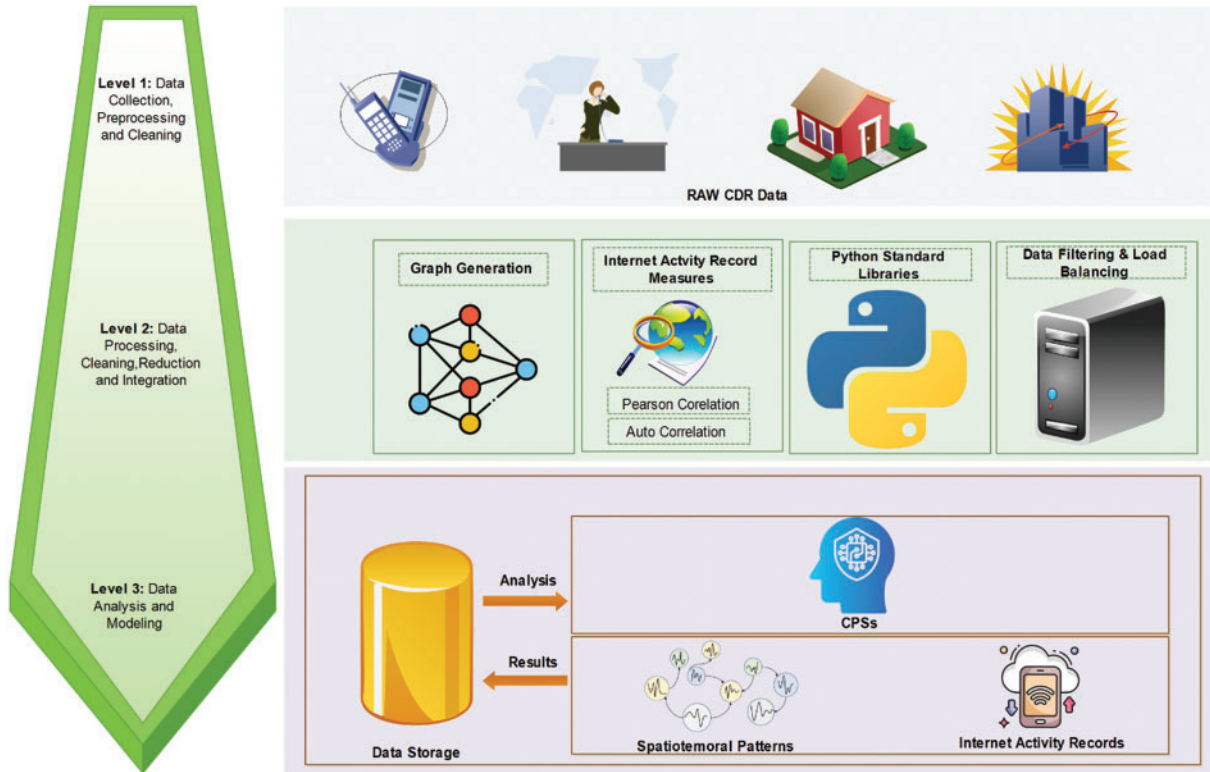 Level 1: Data
Collection,
Preprocessing
and Cleaning
RAW CDR Data
Level 2: Data
Processing,
Cleaning,Reduction
and Integration
Graph Generation
Internet Actvity Record
Measures
Pearson Corelation
Auto Correlation
Python Standard
Libraries
Data Filtering & Load
Balancing
Level 3: Data
Analysis and
Modeling
Data Storage
Analysis
Results
CPSs
Spatiotemoral Patterns
Internet Activity Records